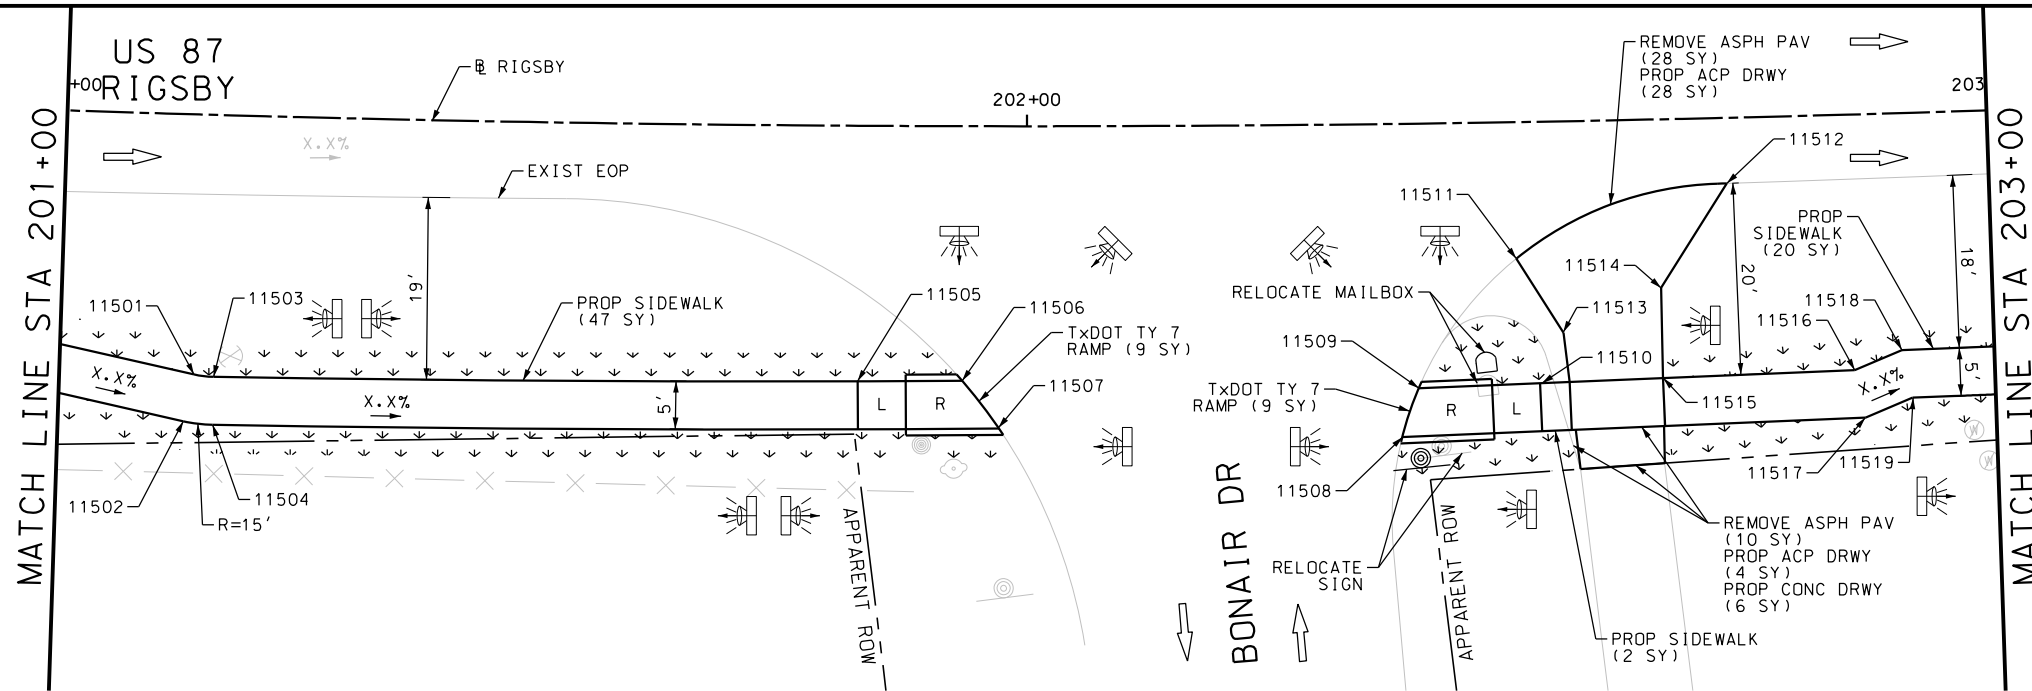 US 87
RIGSBY
+00
℄ RIGSBY
202+00
203
REMOVE ASPH PAV
(28 SY)
PROP ACP DRWY
(28 SY)
MATCH LINE STA 201+00
X.X%
EXIST EOP
19'
11501
11503
PROP SIDEWALK
(47 SY)
11505
11506
TxDOT TY 7
RAMP (9 SY)
11507
X.X%
X.X%
5'
L
R
11502
11504
R=15'
APPARENT ROW
BONAIR DR
11511
11512
RELOCATE MAILBOX
11514
11513
11509
11510
TxDOT TY 7
RAMP (9 SY)
R
L
11515
11508
RELOCATE
SIGN
APPARENT ROW
PROP
SIDEWALK
(20 SY)
20'
18'
11518
11516
X.X%
5'
11517
11519
W
W
REMOVE ASPH PAV
(10 SY)
PROP ACP DRWY
(4 SY)
PROP CONC DRWY
(6 SY)
PROP SIDEWALK
(2 SY)
MATCH LINE STA 203+00